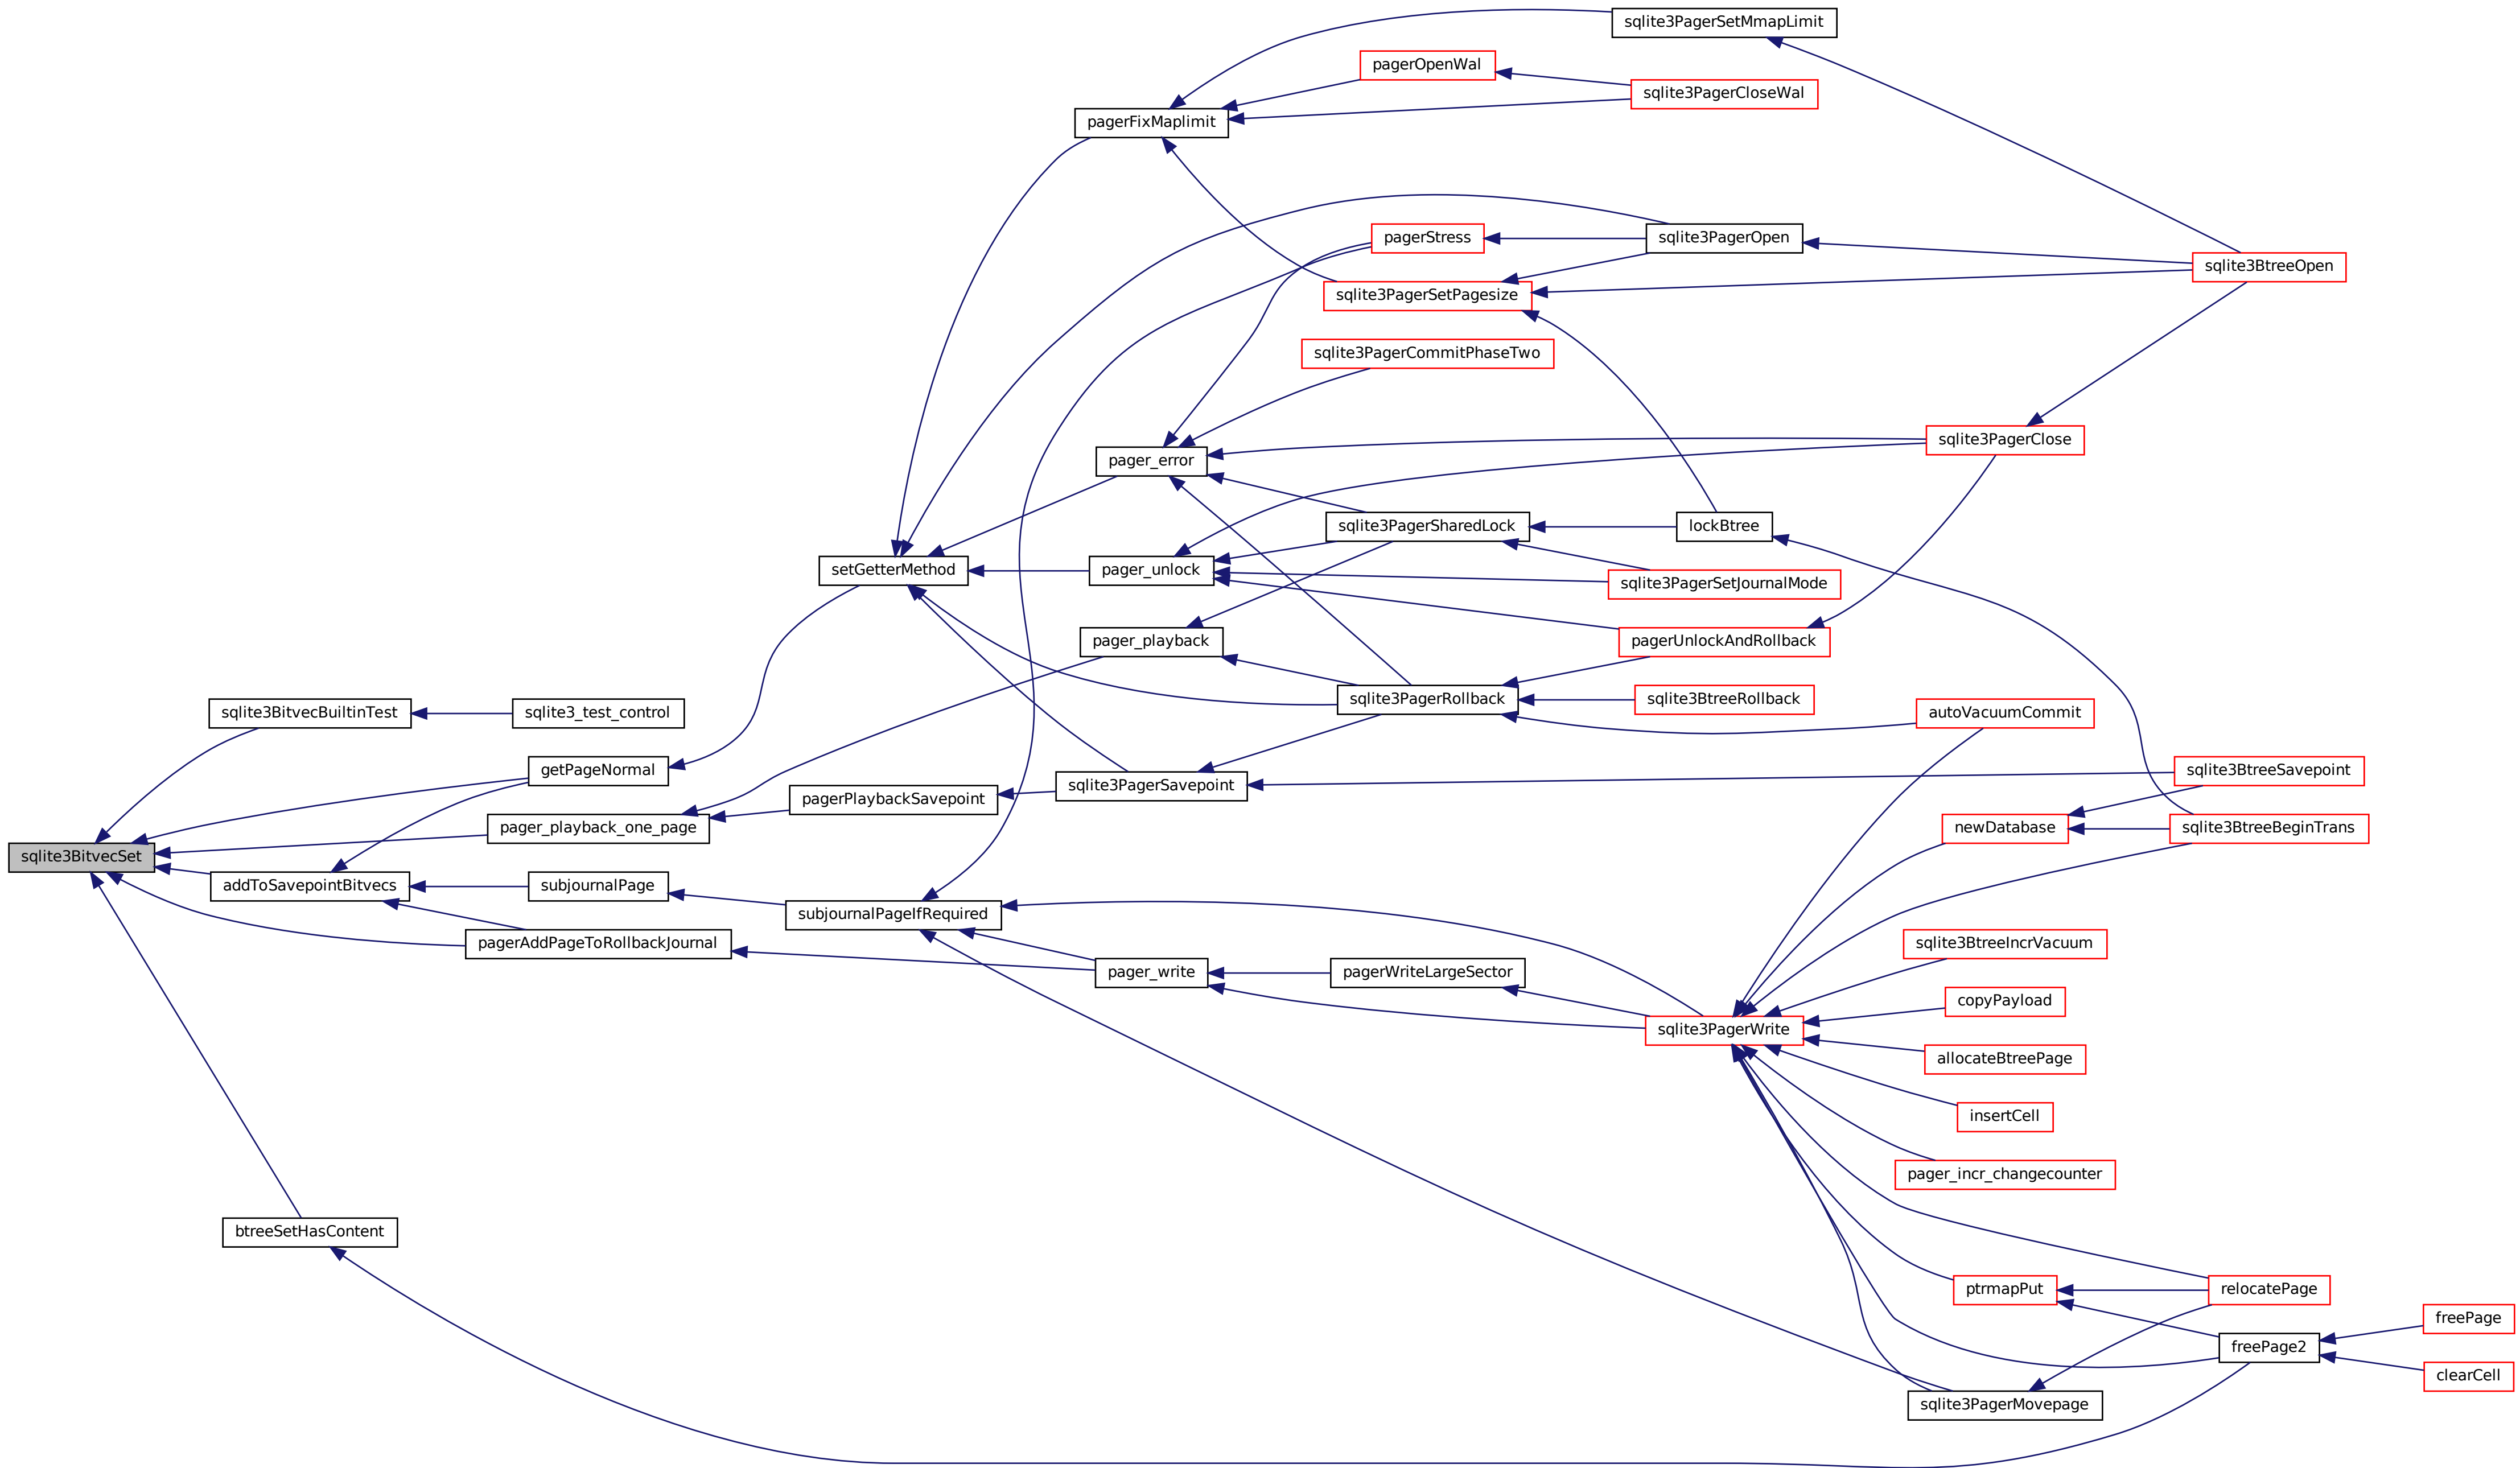 sqlite3PagerSetMmapLimit
pagerOpenWal
sqlite3PagerCloseWal
pagerFixMaplimit
pagerStress
sqlite3PagerOpen
sqlite3BtreeOpen
sqlite3PagerSetPagesize
sqlite3PagerCommitPhaseTwo
sqlite3PagerClose
pager_error
sqlite3PagerSharedLock
lockBtree
setGetterMethod
pager_unlock
sqlite3PagerSetJournalMode
pager_playback
pagerUnlockAndRollback
sqlite3PagerRollback
sqlite3BtreeRollback
sqlite3BitvecBuiltinTest
sqlite3_test_control
autoVacuumCommit
getPageNormal
sqlite3BtreeSavepoint
sqlite3PagerSavepoint
pagerPlaybackSavepoint
pager_playback_one_page
newDatabase
sqlite3BtreeBeginTrans
sqlite3BitvecSet
addToSavepointBitvecs
subjournalPage
subjournalPageIfRequired
pagerAddPageToRollbackJournal
sqlite3BtreeIncrVacuum
pager_write
pagerWriteLargeSector
copyPayload
sqlite3PagerWrite
allocateBtreePage
insertCell
pager_incr_changecounter
btreeSetHasContent
ptrmapPut
relocatePage
freePage
freePage2
clearCell
sqlite3PagerMovepage